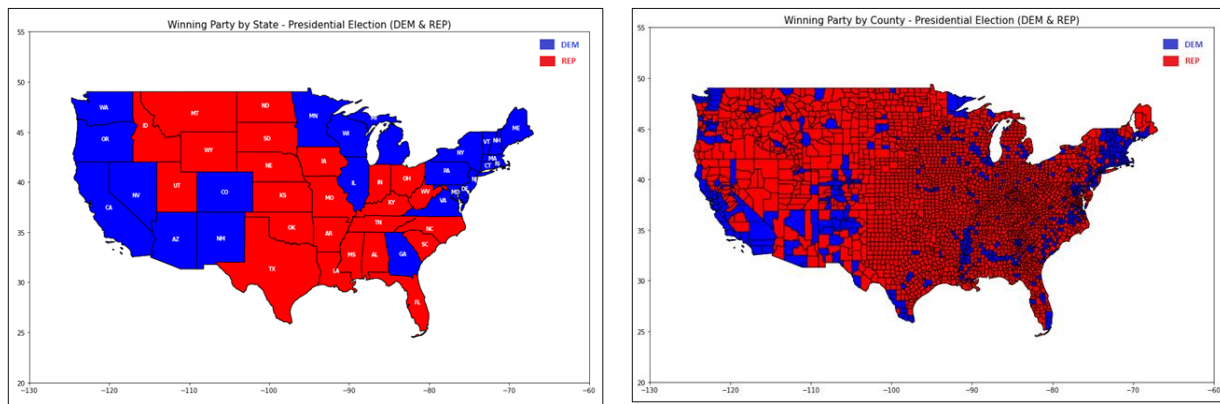 Winning Party by State - Presidential Election (DEM & REP)
55
50
45
40
35
30
25
20
−130
−120
−110
−100
−90
−80
−70
−60
DEM
REP
WA
OR
CA
NV
ID
MT
WY
UT
AZ
CO
NM
ND
SD
NE
KS
OK
TX
MN
IA
MO
AR
LA
WI
IL
IN
OH
KY
TN
MS
AL
GA
FL
SC
NC
VA
WV
PA
NY
VT
NH
ME
MA
CT
NJ
DE
MD
Winning Party by County - Presidential Election (DEM & REP)
55
50
45
40
35
30
25
20
−130
−120
−110
−100
−90
−80
−70
−60
DEM
REP